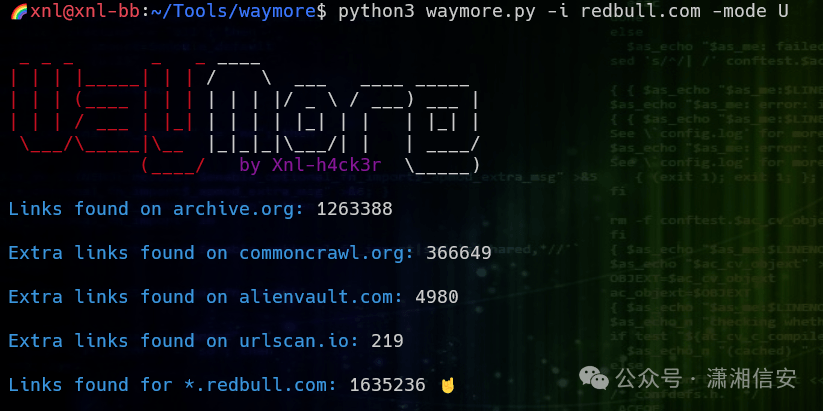 🌈xnl@xnl-bb:~/Tools/waymore$ python3 waymore.py -i redbull.com -mode U
WayMore
by Xnl-h4ck3r
Links found on archive.org: 1263388
Extra links found on commoncrawl.org: 366649
Extra links found on alienvault.com: 4980
Extra links found on urlscan.io: 219
Links found for *.redbull.com: 1635236 🤘
公众号 · 潇湘信安